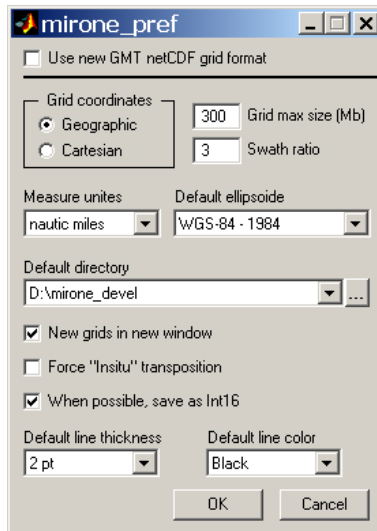 mirone_pref
Use new GMT netCDF grid format
Grid coordinates
Geographic
Cartesian
300 Grid max size (Mb)
3 Swath ratio
Measure unites Default ellipsoide
nautic miles WGS-84 - 1984
Default directory
D:\mirone_devel ...
New grids in new window
Force "Insitu" transposition
When possible, save as Int16
Default line thickness Default line color
2 pt Black
OK Cancel